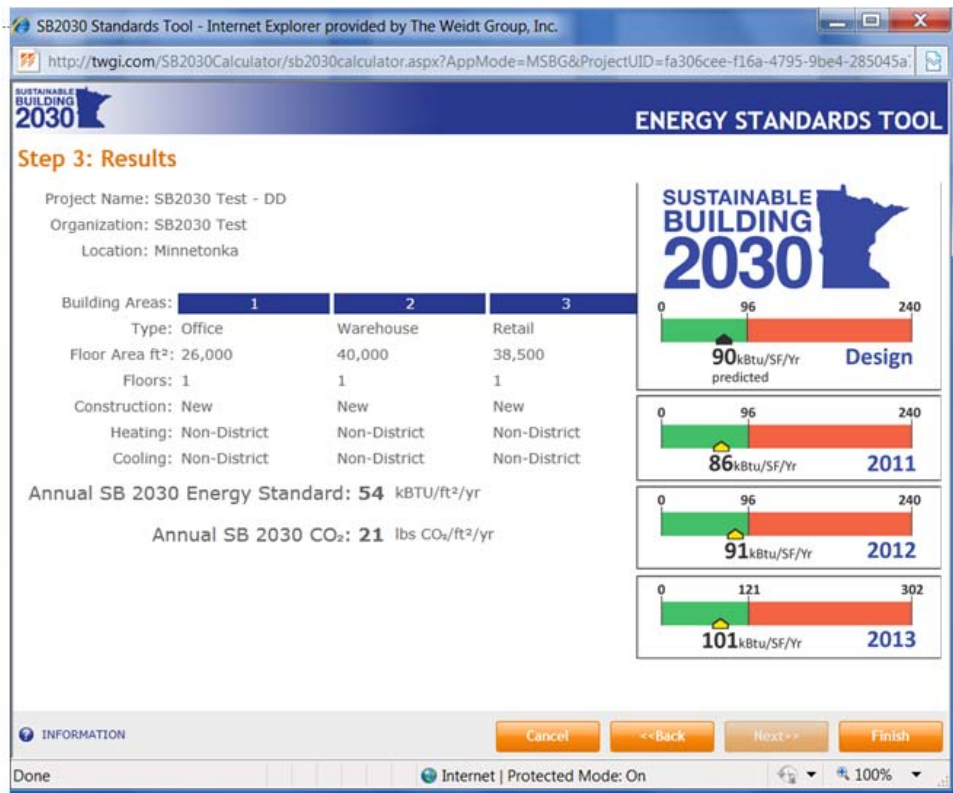 SB2030 Standards Tool - Internet Explorer provided by The Weidt Group, Inc.
http://twgi.com/SB2030Calculator/sb2030calculator.aspx?AppMode=MSBG&ProjectUID=fa306cee-f16a-4795-9be4-285045a
SUSTAINABLE
BUILDING
2030
ENERGY STANDARDS TOOL
Step 3: Results
Project Name: SB2030 Test - DD
Organization: SB2030 Test
Location: Minnetonka
Building Areas: 1 2 3
Type: Office Warehouse Retail
Floor Area ft²: 26,000 40,000 38,500
Floors: 1 1 1
Construction: New New New
Heating: Non-District Non-District Non-District
Cooling: Non-District Non-District Non-District
Annual SB 2030 Energy Standard: 54 kBTU/ft²/yr
Annual SB 2030 CO₂: 21 lbs CO₂/ft²/yr
SUSTAINABLE
BUILDING
2030
0 96 240
90kBtu/SF/Yr Design
predicted
0 96 240
86kBtu/SF/Yr 2011
0 96 240
91kBtu/SF/Yr 2012
0 121 302
101kBtu/SF/Yr 2013
INFORMATION
Cancel <<Back Next>> Finish
Done Internet | Protected Mode: On 100%